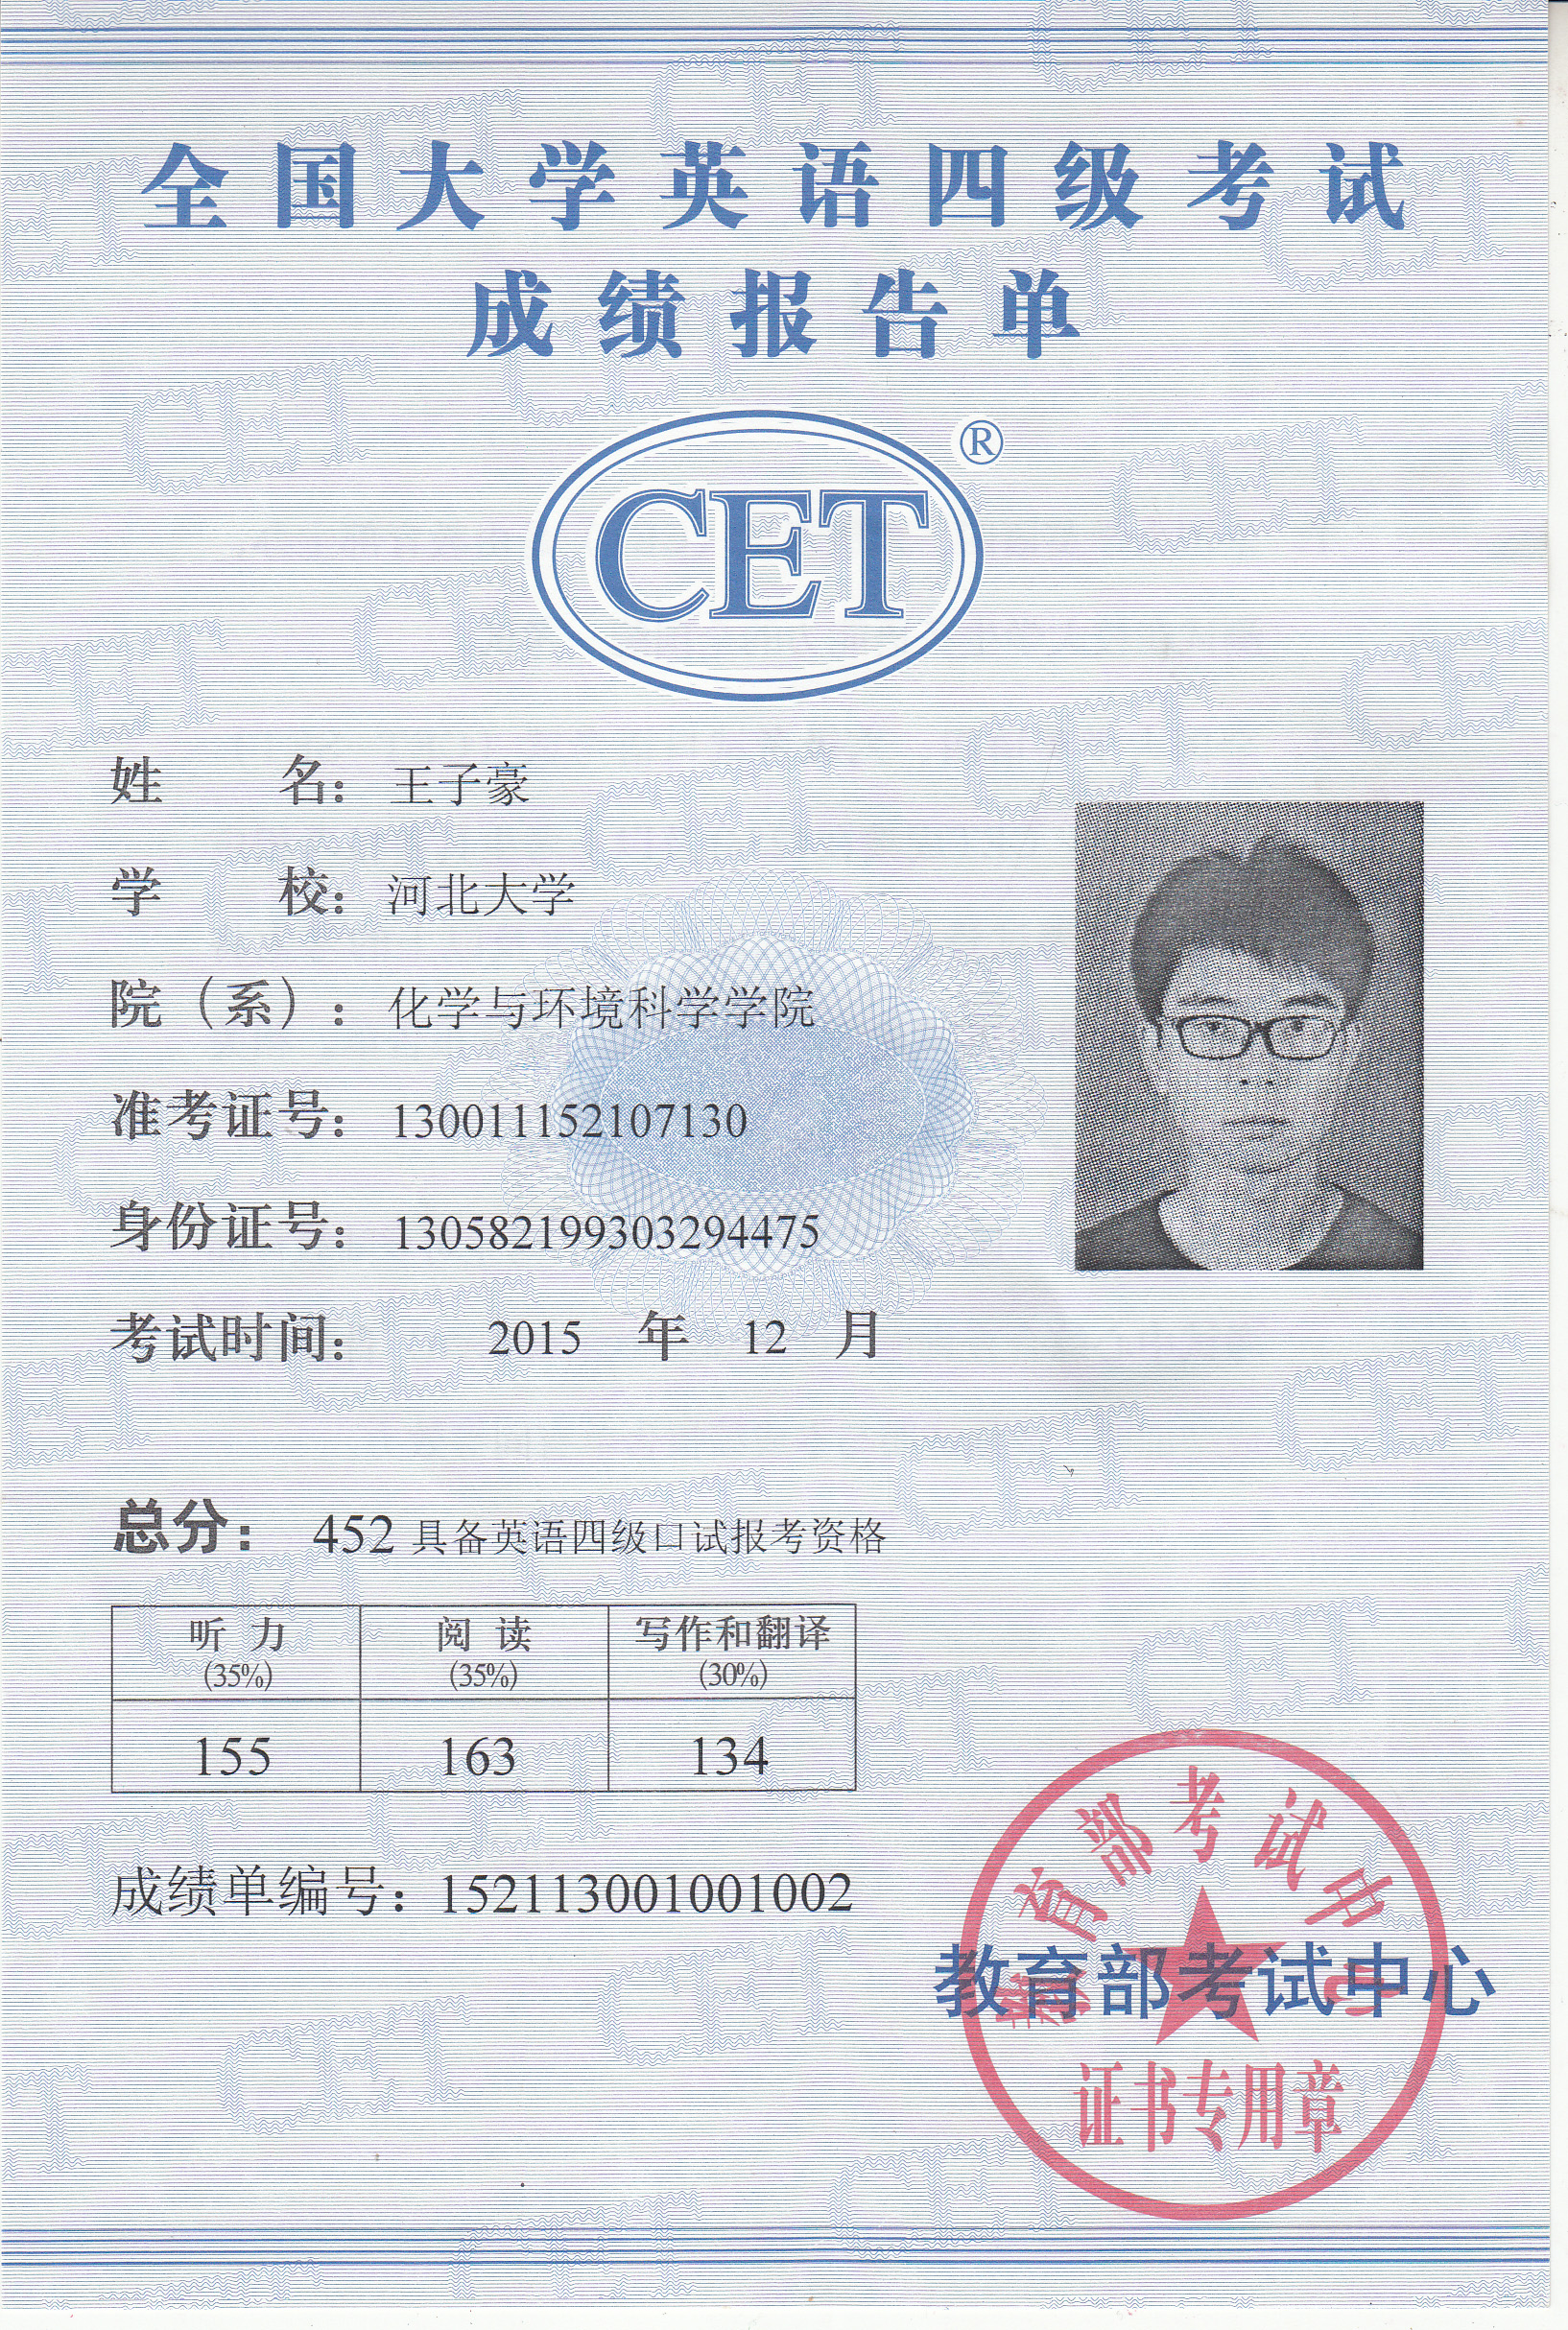 全国大学英语四级考试
成绩报告单
CET®
姓名：王子豪
学校：河北大学
院（系）：化学与环境科学学院
准考证号：130011152107130
身份证号：130582199303294475
考试时间：2015 年 12 月
总分：452 具备英语四级口试报考资格
听力 阅读 写作和翻译
(35%) (35%) (30%)
155 163 134
成绩单编号：152113001001002
教育部考试中心
教育部考试中心
证书专用章